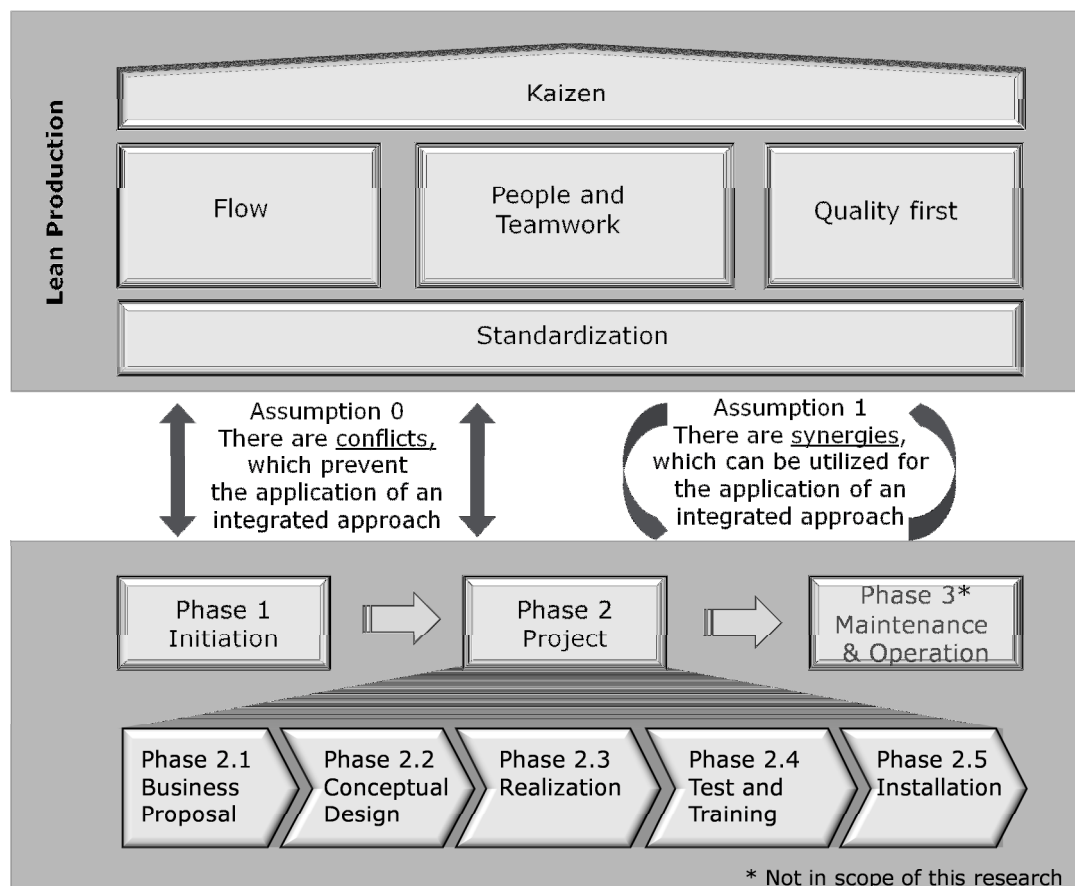 Lean Production
Kaizen
Flow
People and
Teamwork
Quality first
Standardization
Assumption 0
There are conflicts,
which prevent
the application of an
integrated approach
Assumption 1
There are synergies,
which can be utilized for
the application of an
integrated approach
Phase 1
Initiation
Phase 2
Project
Phase 3*
Maintenance
& Operation
Phase 2.1
Business
Proposal
Phase 2.2
Conceptual
Design
Phase 2.3
Realization
Phase 2.4
Test and
Training
Phase 2.5
Installation
* Not in scope of this research